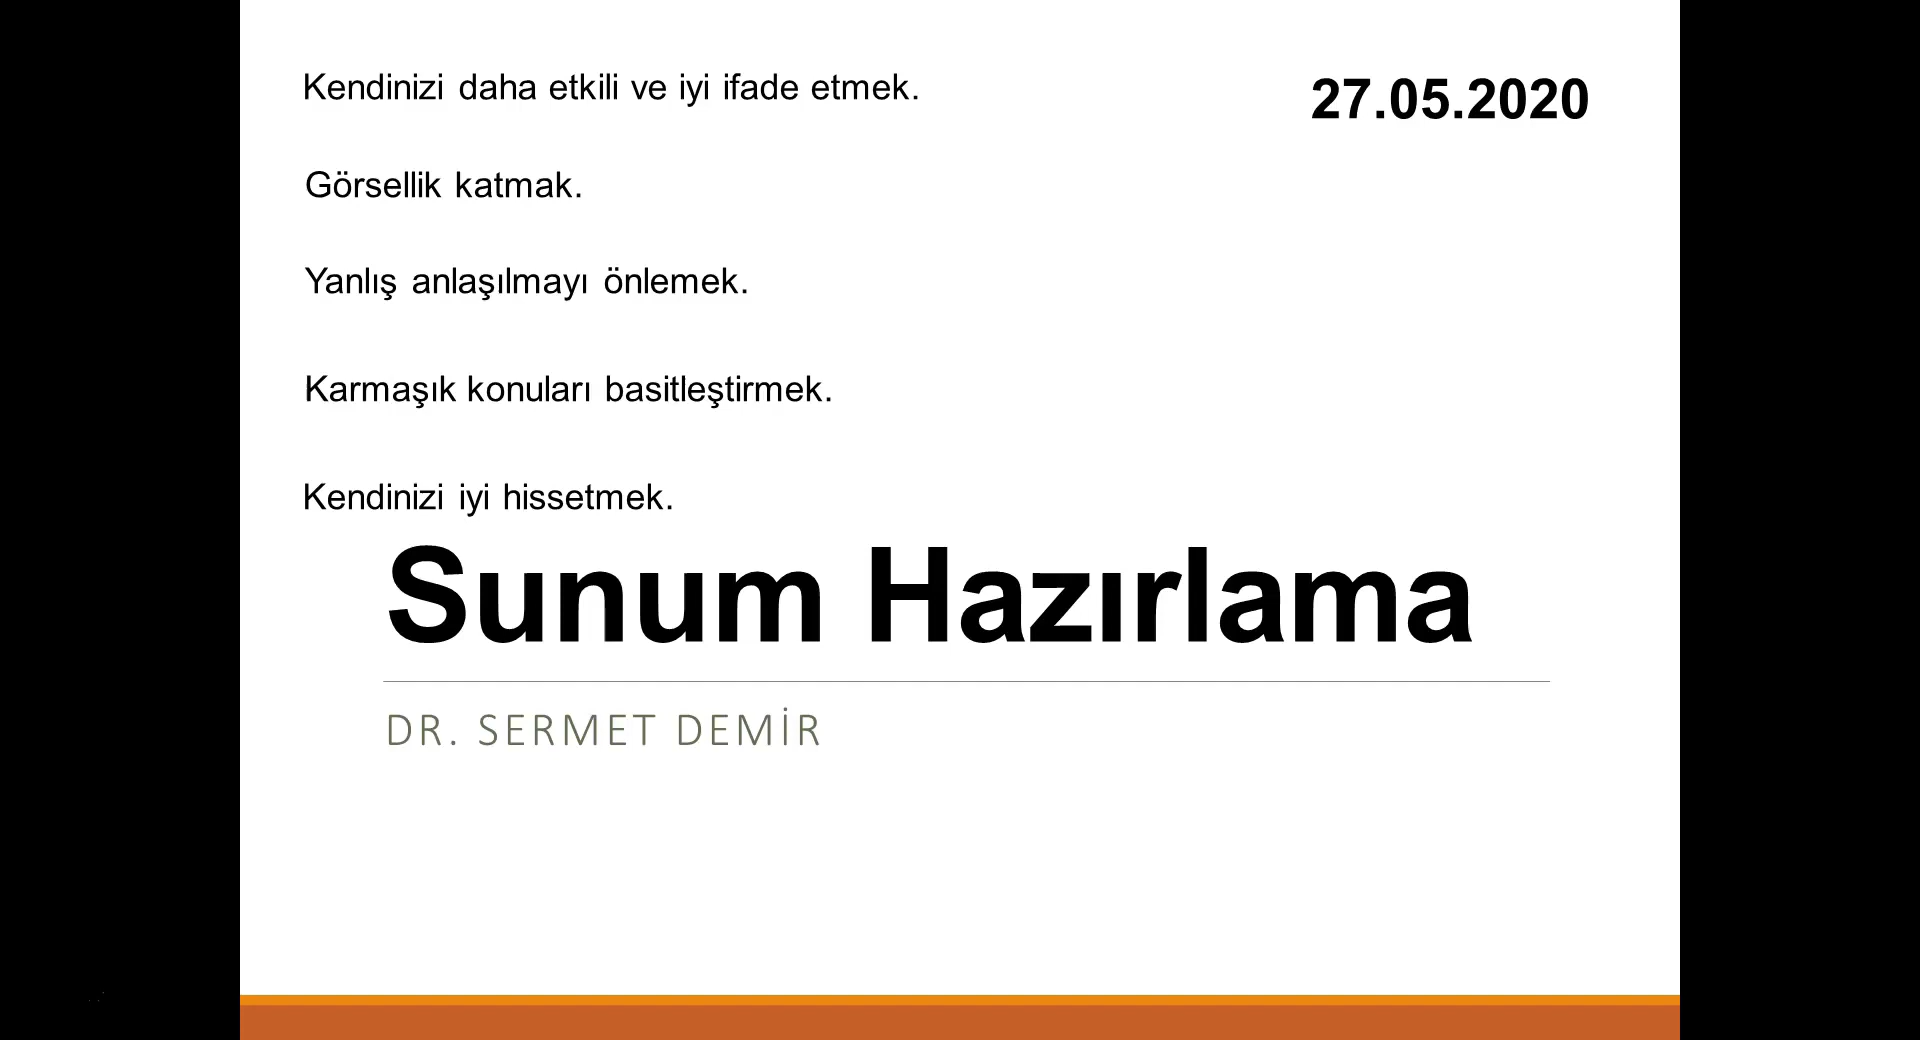 Kendinizi daha etkili ve iyi ifade etmek.
27.05.2020
Görsellik katmak.
Yanlış anlaşılmayı önlemek.
Karmaşık konuları basitleştirmek.
Kendinizi iyi hissetmek.
Sunum Hazırlama
DR. SERMET DEMİR